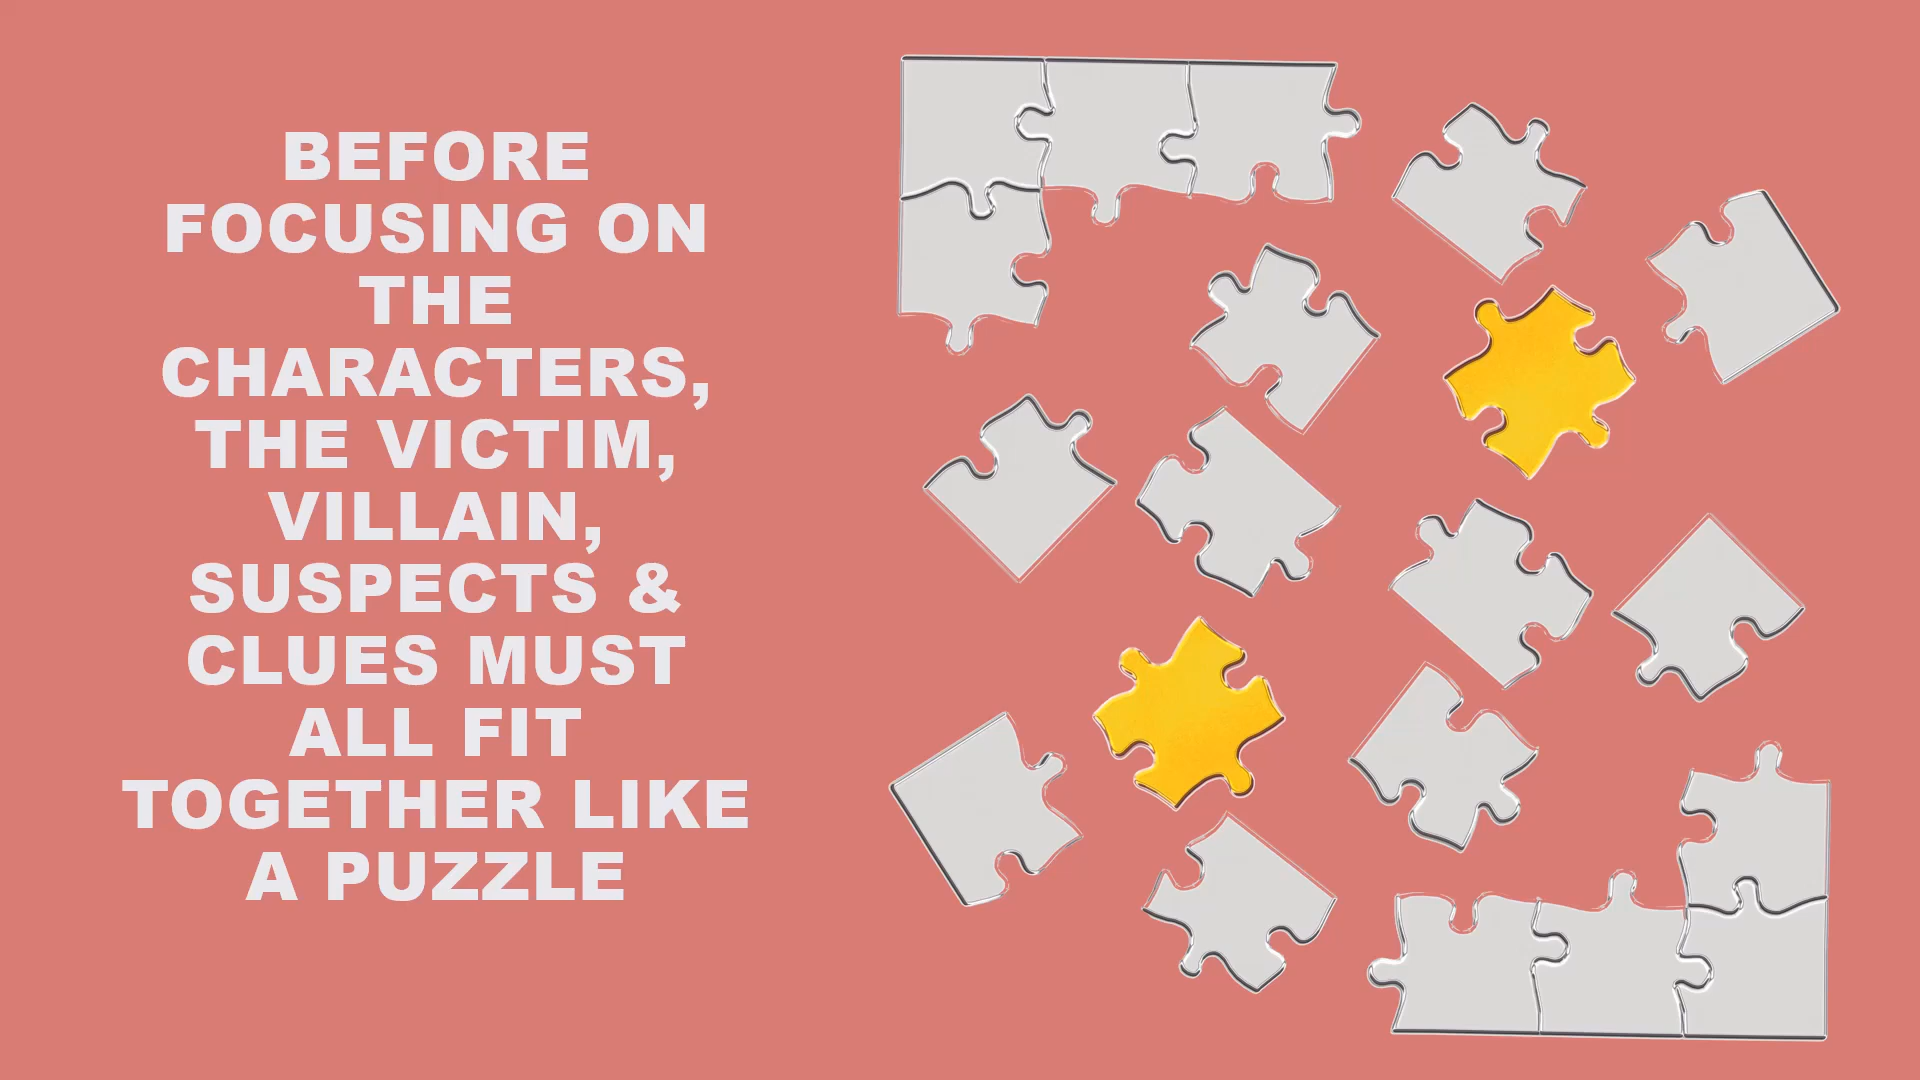 BEFORE
FOCUSING ON
THE
CHARACTERS,
THE VICTIM,
VILLAIN,
SUSPECTS &
CLUES MUST
ALL FIT
TOGETHER LIKE
A PUZZLE